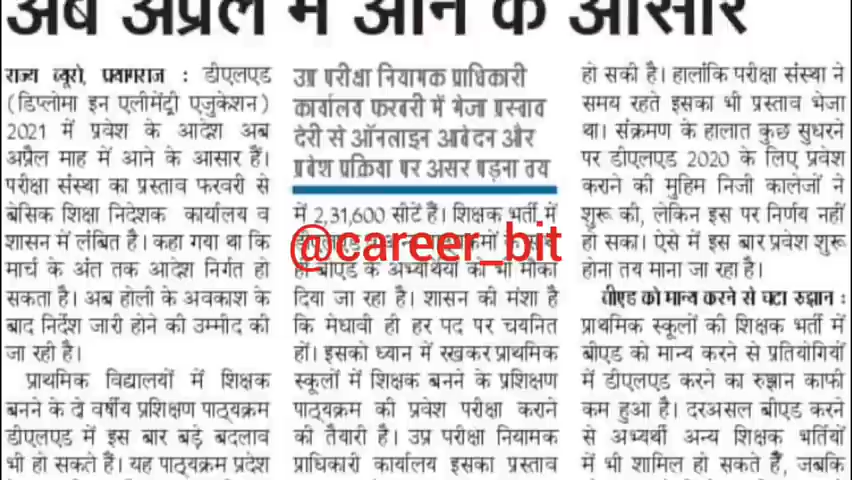 अब अप्रैल में आने के आसार
राज्य ब्यूरो, प्रयागराज : डीएलएड
(डिप्लोमा इन एलीमेंट्री एजुकेशन)
2021 में प्रवेश के आदेश अब
अप्रैल माह में आने के आसार हैं।
परीक्षा संस्था का प्रस्ताव फरवरी से
बेसिक शिक्षा निदेशक कार्यालय व
शासन में लंबित है। कहा गया था कि
मार्च के अंत तक आदेश निर्गत हो
सकता है। अब होली के अवकाश के
बाद निर्देश जारी होने की उम्मीद की
जा रही है।
प्राथमिक विद्यालयों में शिक्षक
बनने के दो वर्षीय प्रशिक्षण पाठ्यक्रम
डीएलएड में इस बार बड़े बदलाव
भी हो सकते हैं। यह पाठ्यक्रम प्रदेश
उप्र परीक्षा नियामक प्राधिकारी
कार्यालय फरवरी में भेजा प्रस्ताव
देरी से ऑनलाइन आवेदन और
प्रवेश प्रक्रिया पर असर पड़ना तय
में 2,31,600 सीटें हैं। शिक्षक भर्ती में
@career_bit
ही बीएड के अभ्यर्थियों को भी मौका
दिया जा रहा है। शासन की मंशा है
कि मेधावी ही हर पद पर चयनित
हों। इसको ध्यान में रखकर प्राथमिक
स्कूलों में शिक्षक बनने के प्रशिक्षण
पाठ्यक्रम की प्रवेश परीक्षा कराने
की तैयारी है। उप्र परीक्षा नियामक
प्राधिकारी कार्यालय इसका प्रस्ताव
हो सकी है। हालांकि परीक्षा संस्था ने
समय रहते इसका भी प्रस्ताव भेजा
था। संक्रमण के हालात कुछ सुधरने
पर डीएलएड 2020 के लिए प्रवेश
कराने की मुहिम निजी कालेजों ने
शुरू की, लेकिन इस पर निर्णय नहीं
हो सका। ऐसे में इस बार प्रवेश शुरू
होना तय माना जा रहा है।
बीएड को मान्य करने से घटा रुझान :
प्राथमिक स्कूलों की शिक्षक भर्ती में
बीएड को मान्य करने से प्रतियोगियों
में डीएलएड करने का रुझान काफी
कम हुआ है। दरअसल बीएड करने
से अभ्यर्थी अन्य शिक्षक भर्तियों
में भी शामिल हो सकते हैं, जबकि